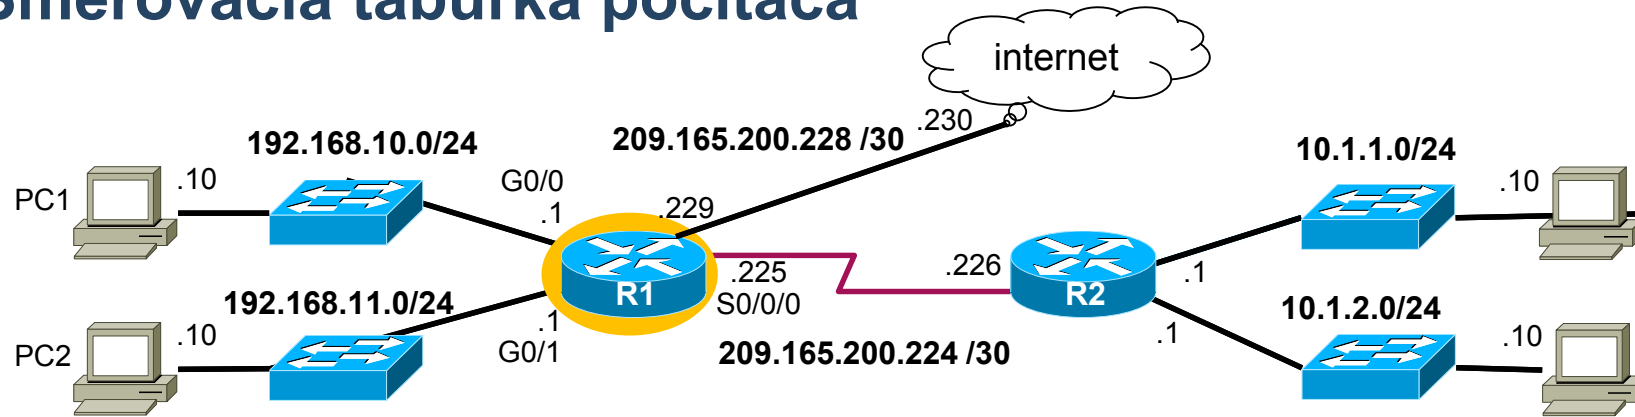 Smerovacia tabuľka počítača
internet
.230
192.168.10.0/24
209.165.200.228 /30
10.1.1.0/24
PC1
.10
G0/0
.1
.229
.10
.225
.226
.1
R1
R2
S0/0/0
192.168.11.0/24
10.1.2.0/24
PC2
.10
.1
G0/1
209.165.200.224 /30
.1
.10